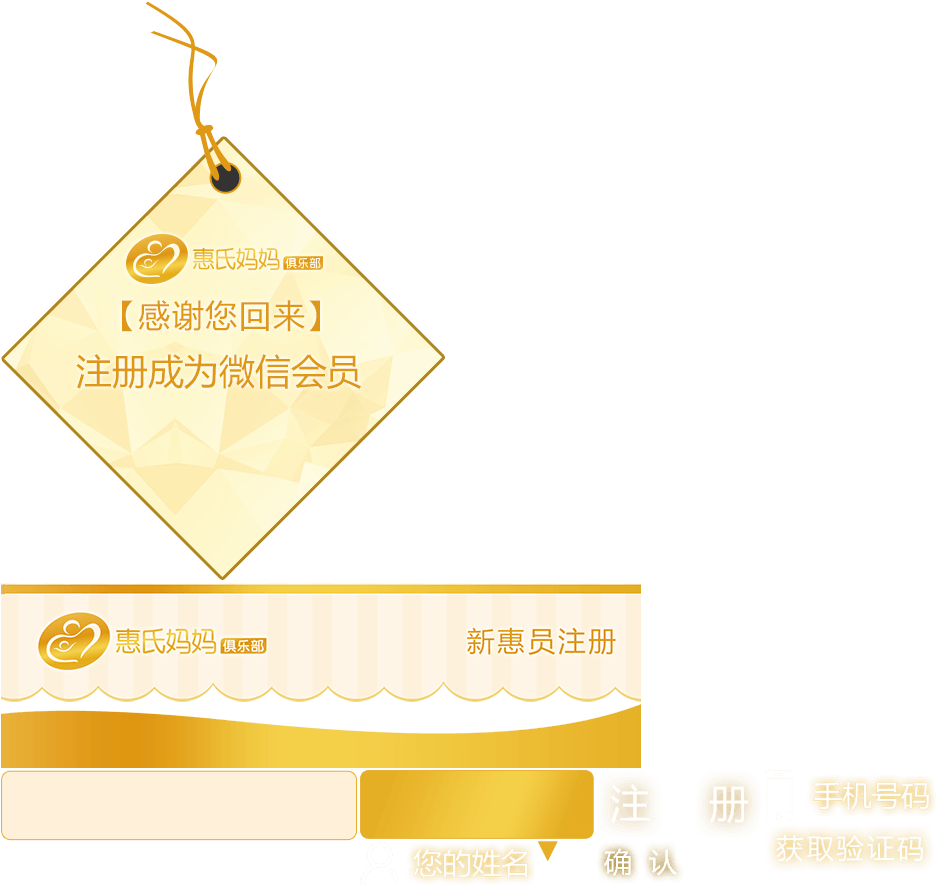 惠氏妈妈 俱乐部
【感谢您回来】
注册成为微信会员
惠氏妈妈 俱乐部
新惠员注册
注 册
手机号码
您的姓名
确 认
获取验证码